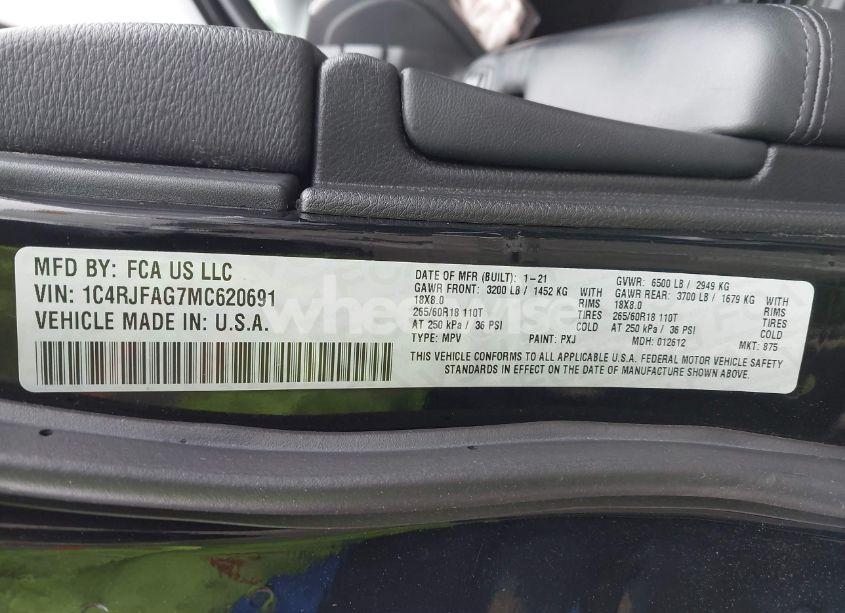 MFD BY: FCA US LLC
VIN: 1C4RJFAG7MC620691
VEHICLE MADE IN: U.S.A.
DATE OF MFR (BUILT): 1-21
GAWR FRONT: 3200 LB / 1452 KG WITH
18X8.0 RIMS
265/60R18 110T TIRES
AT 250 kPa / 36 PSI COLD
TYPE: MPV PAINT: PXJ
GVWR: 6500 LB / 2949 KG
GAWR REAR: 3700 LB / 1679 KG WITH
18X8.0 RIMS
265/60R18 110T TIRES
AT 250 kPa / 36 PSI COLD
MDH: 012612 MKT: 875
THIS VEHICLE CONFORMS TO ALL APPLICABLE U.S.A. FEDERAL MOTOR VEHICLE SAFETY
STANDARDS IN EFFECT ON THE DATE OF MANUFACTURE SHOWN ABOVE.